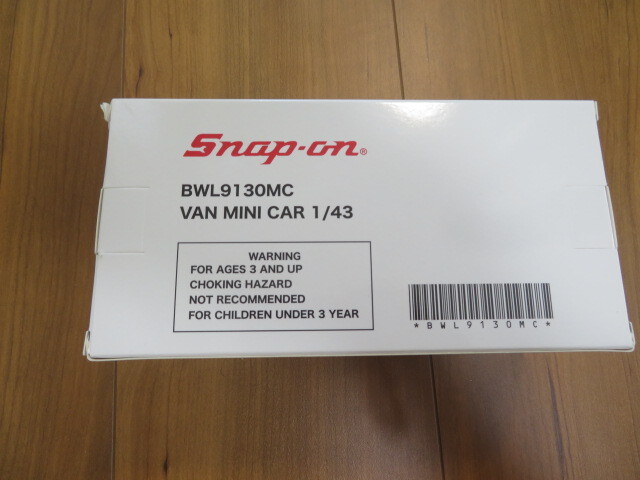 Snap-on®
BWL9130MC
VAN MINI CAR 1/43
WARNING
FOR AGES 3 AND UP
CHOKING HAZARD
NOT RECOMMENDED
FOR CHILDREN UNDER 3 YEAR
*BWL9130MC*